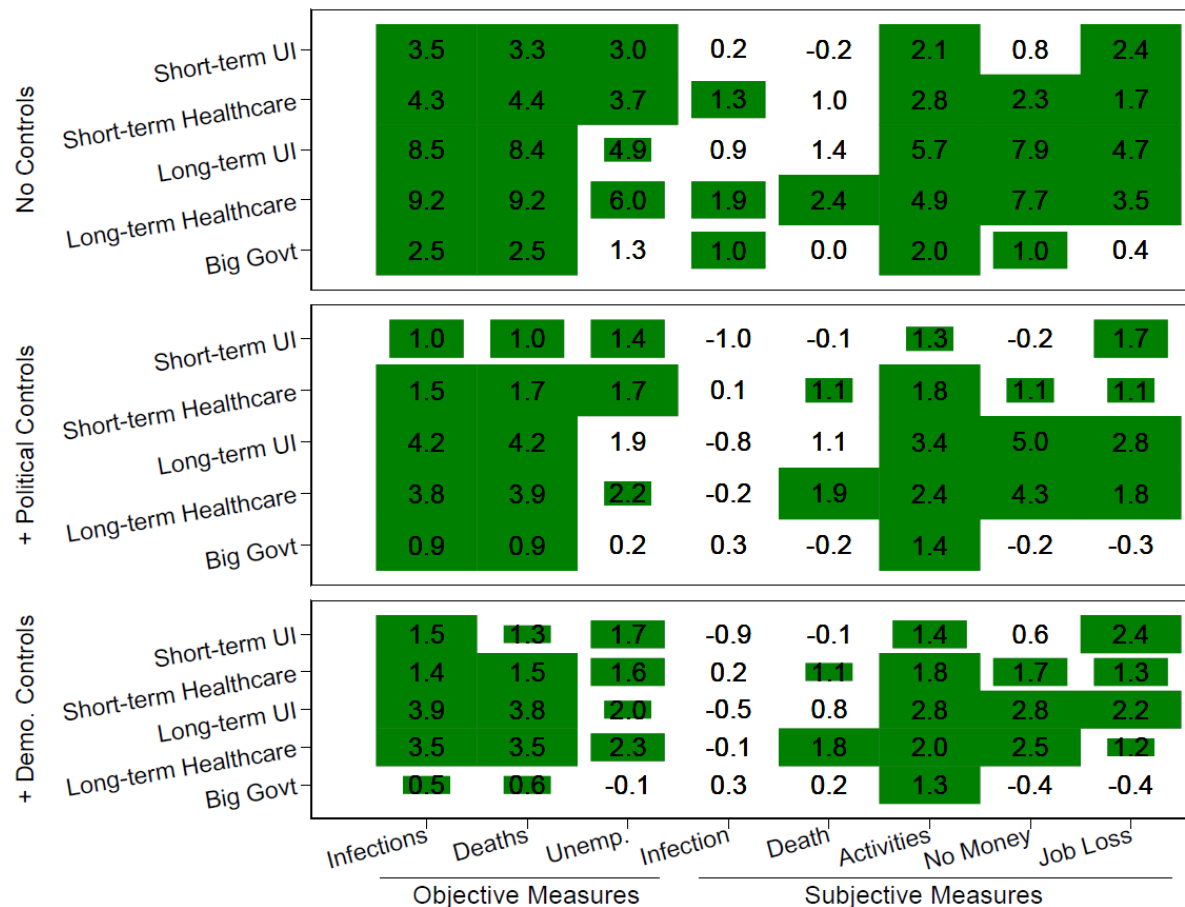 No Controls
Short-term UI 3.5 3.3 3.0 0.2 -0.2 2.1 0.8 2.4
Short-term Healthcare 4.3 4.4 3.7 1.3 1.0 2.8 2.3 1.7
Long-term UI 8.5 8.4 4.9 0.9 1.4 5.7 7.9 4.7
Long-term Healthcare 9.2 9.2 6.0 1.9 2.4 4.9 7.7 3.5
Big Govt 2.5 2.5 1.3 1.0 0.0 2.0 1.0 0.4
+ Political Controls
Short-term UI 1.0 1.0 1.4 -1.0 -0.1 1.3 -0.2 1.7
Short-term Healthcare 1.5 1.7 1.7 0.1 1.1 1.8 1.1 1.1
Long-term UI 4.2 4.2 1.9 -0.8 1.1 3.4 5.0 2.8
Long-term Healthcare 3.8 3.9 2.2 -0.2 1.9 2.4 4.3 1.8
Big Govt 0.9 0.9 0.2 0.3 -0.2 1.4 -0.2 -0.3
+ Demo. Controls
Short-term UI 1.5 1.3 1.7 -0.9 -0.1 1.4 0.6 2.4
Short-term Healthcare 1.4 1.5 1.6 0.2 1.1 1.8 1.7 1.3
Long-term UI 3.9 3.8 2.0 -0.5 0.8 2.8 2.8 2.2
Long-term Healthcare 3.5 3.5 2.3 -0.1 1.8 2.0 2.5 1.2
Big Govt 0.5 0.6 -0.1 0.3 0.2 1.3 -0.4 -0.4
Infections Deaths Unemp. Infection Death Activities No Money Job Loss
Objective Measures Subjective Measures